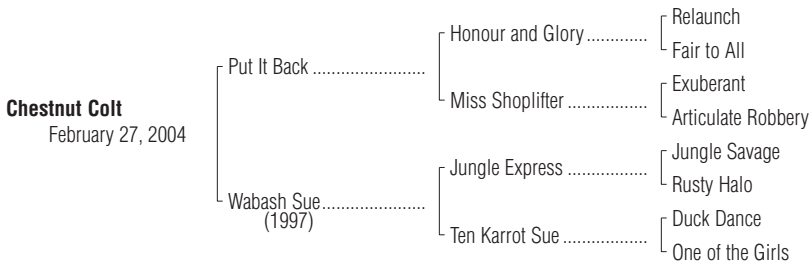 Relaunch
Honour and Glory .............
Fair to All
Put It Back ........................
Exuberant
Miss Shoplifter .................
Articulate Robbery
Chestnut Colt
February 27, 2004
Jungle Savage
Jungle Express ..................
Rusty Halo
Wabash Sue......................
(1997)
Duck Dance
Ten Karrot Sue ..................
One of the Girls